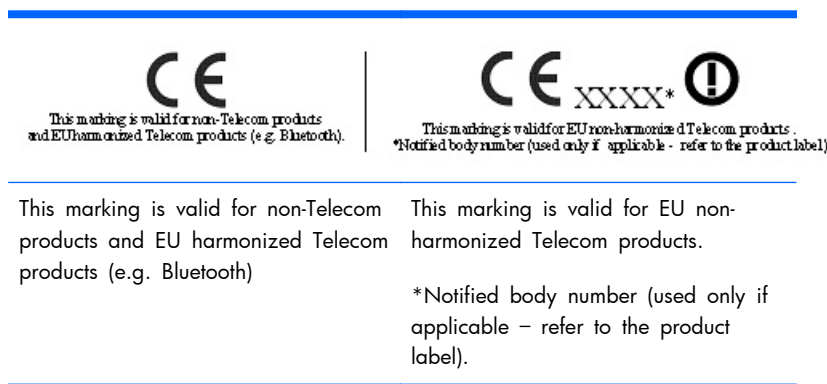 CE
This marking is valid for non-Telecom products
and EU harmonized Telecom products (e.g. Bluetooth).
CE XXXX*
This marking is valid for EU non-harmonized Telecom products .
*Notified body number (used only if applicable - refer to the product label)
This marking is valid for non-Telecom
products and EU harmonized Telecom
products (e.g. Bluetooth)
This marking is valid for EU non-
harmonized Telecom products.
*Notified body number (used only if
applicable – refer to the product
label).